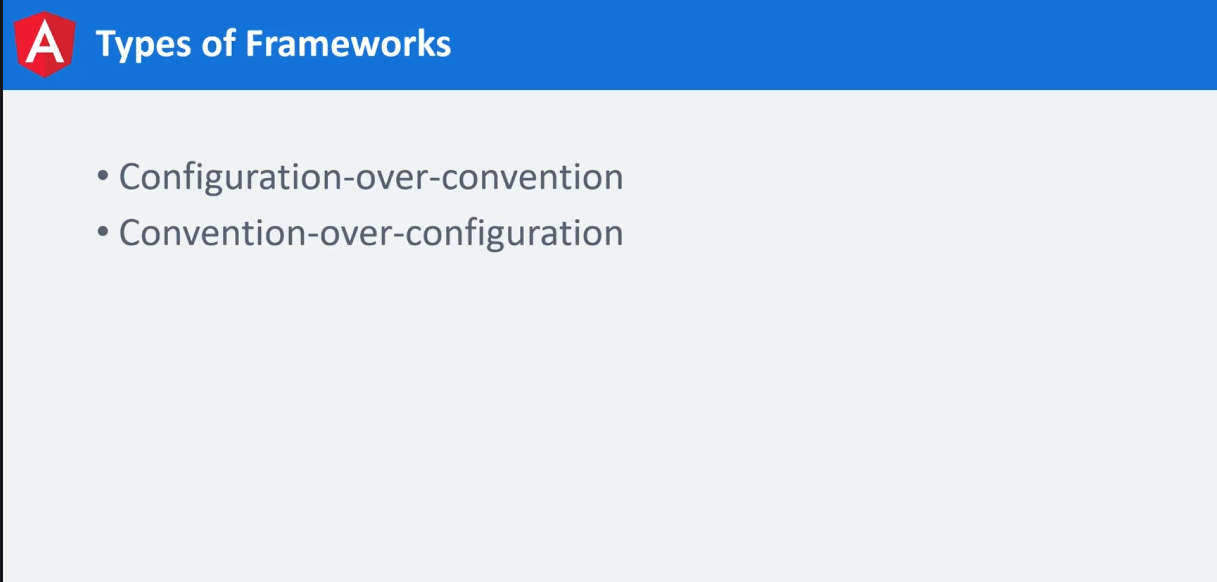 Types of Frameworks
• Configuration-over-convention
• Convention-over-configuration